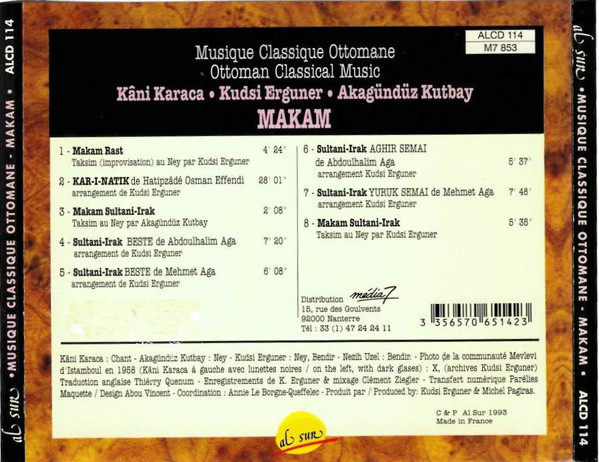 al sur • MUSIQUE CLASSIQUE OTTOMANE - MAKAM • ALCD 114
ALCD 114
M7 853
Musique Classique Ottomane
Ottoman Classical Music
Kâni Karaca • Kudsi Erguner • Akagündüz Kutbay
MAKAM
1 - Makam Rast
Taksim (improvisation) au Ney par Kudsi Erguner 4' 24"
2 - KAR-I-NATIK de Hatipzâdé Osman Effendi 28' 01"
arrangement de Kudsi Erguner
3 - Makam Sultani-Irak 2' 08"
Taksim au Ney par Akagündüz Kutbay
4 - Sultani-Irak BESTE de Abdoulhalim Aga 7' 20"
arrangement de Kudsi Erguner
5 - Sultani-Irak BESTE de Mehmet Aga 6' 08"
arrangement de Kudsi Erguner
6 - Sultani-Irak AGHIR SEMAI
de Abdoulhalim Aga 5' 37"
arrangement de Kudsi Erguner
7 - Sultani-Irak YURUK SEMAI de Mehmet Aga 7' 48"
arrangement de Kudsi Erguner
8 - Makam Sultani-Irak 5' 35"
Taksim au Ney par Kudsi Erguner
Distribution média 7
15, rue des Goulvents
92000 Nanterre
Tél : 33 (1) 47 24 24 11
3 356570 651423
Kâni Karaca : Chant - Akagündüz Kutbay : Ney - Kudsi Erguner : Ney, Bendir - Nezih Uzel : Bendir. - Photo de la communauté Mevlevi
d'Istamboul en 1958 (Kâni Karaca à gauche avec lunettes noires / on the left, with dark glases) : X, (archives Kudsi Erguner)
Traduction anglaise Thièrry Quenum - Enregistrements de K. Erguner & mixage Clément Ziegler - Transfert numérique Parélies
Maquette / Design Abou Vincent - Coordination : Annie Le Borgne-Queffelec - Produit par / Produced by: Kudsi Erguner & Michel Pagiras.
al sur
C & P Al Sur 1993
Made in France
al sur • MUSIQUE CLASSIQUE OTTOMANE - MAKAM • ALCD 114